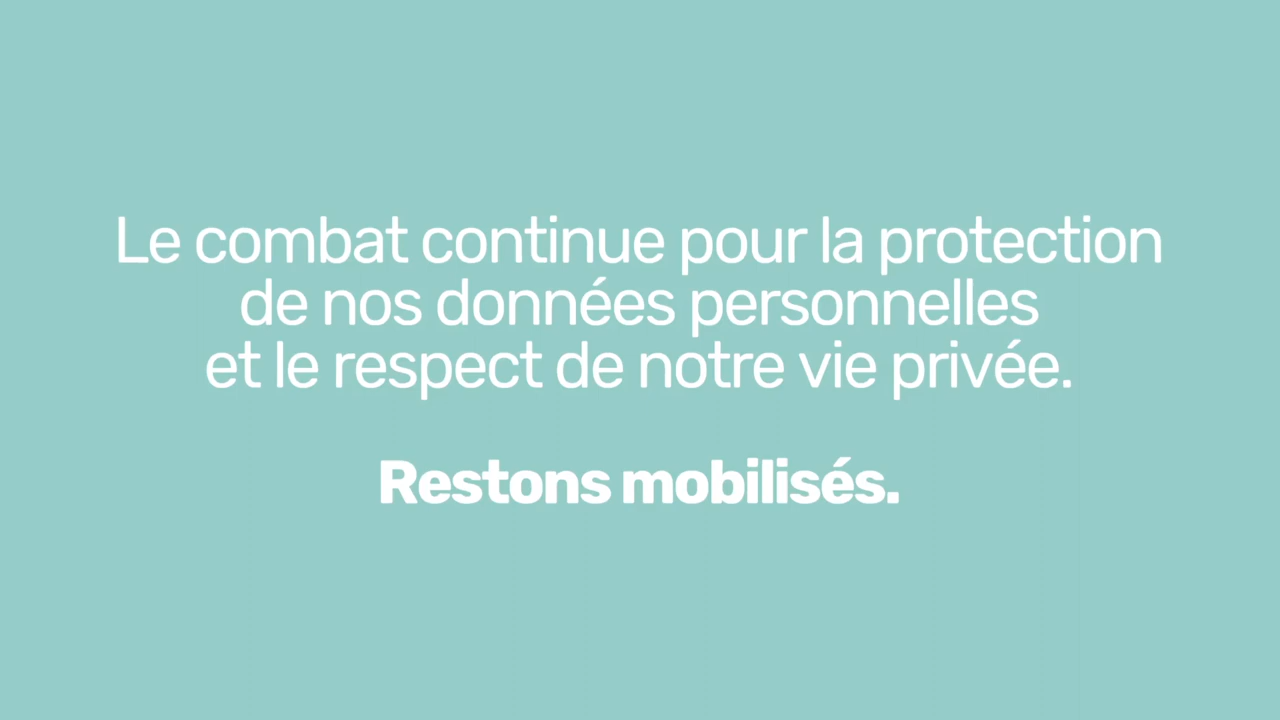 Le combat continue pour la protection
de nos données personnelles
et le respect de notre vie privée.
Restons mobilisés.